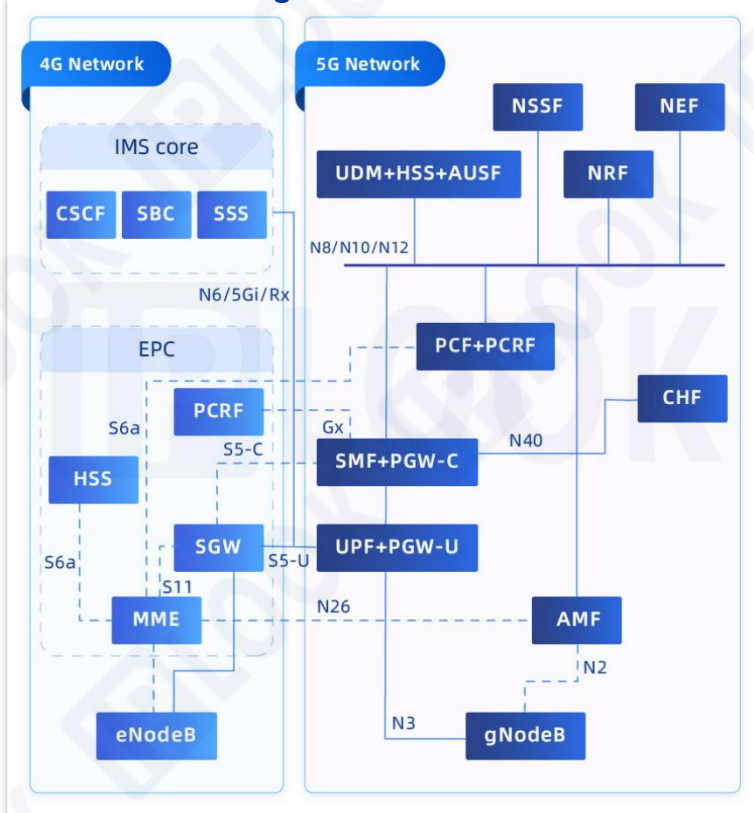 4G Network
5G Network
NSSF
NEF
IMS core
UDM+HSS+AUSF
NRF
CSCF
SBC
SSS
N8/N10/N12
N6/5Gi/Rx
EPC
PCF+PCRF
CHF
PCRF
S6a
Gx
N40
S5-C
SMF+PGW-C
HSS
SGW
UPF+PGW-U
S6a
S5-U
S11
N26
MME
AMF
N2
N3
eNodeB
gNodeB
IPLOOK